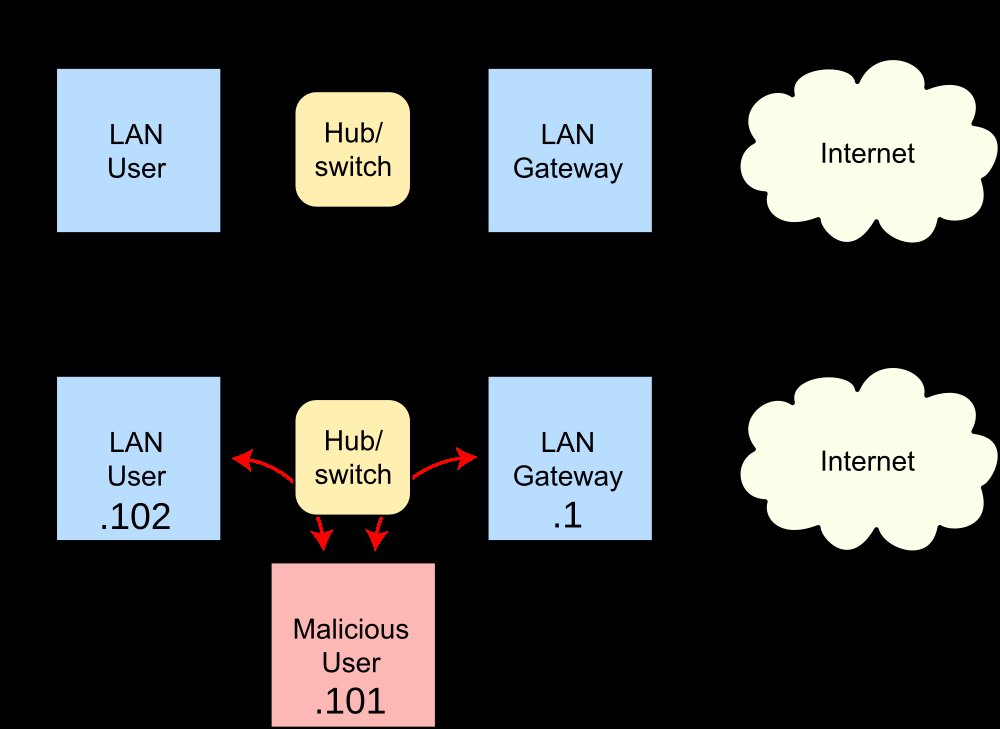 LAN
User
Hub/
switch
LAN
Gateway
Internet
LAN
User
.102
Hub/
switch
LAN
Gateway
.1
Internet
Malicious
User
.101